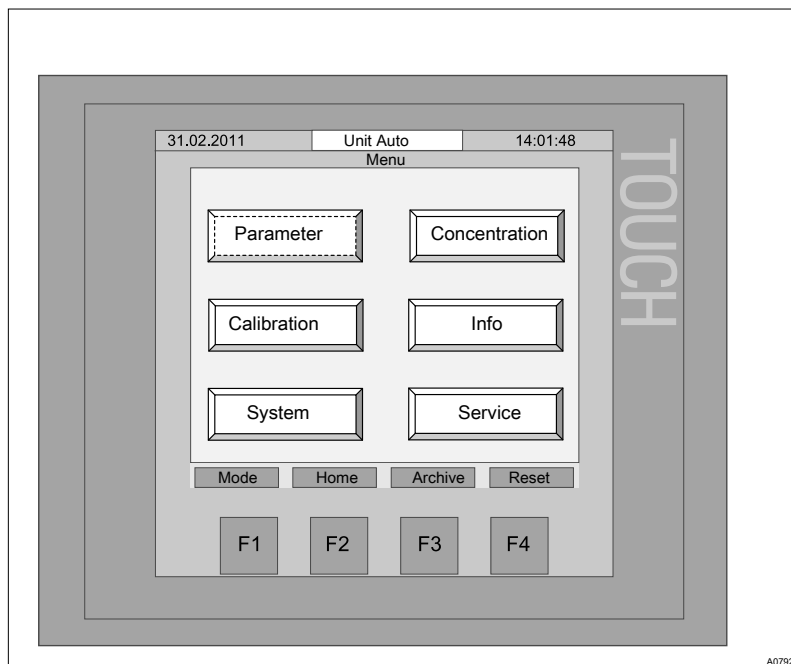 31.02.2011 Unit Auto 14:01:48
Menu
Parameter Concentration
Calibration Info
System Service
Mode Home Archive Reset
F1 F2 F3 F4
TOUCH
A0792